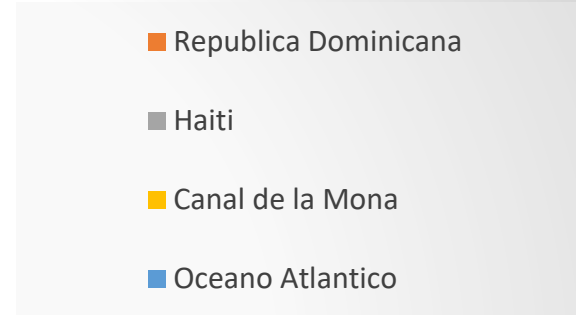 Republica Dominicana
Haiti
Canal de la Mona
Oceano Atlantico